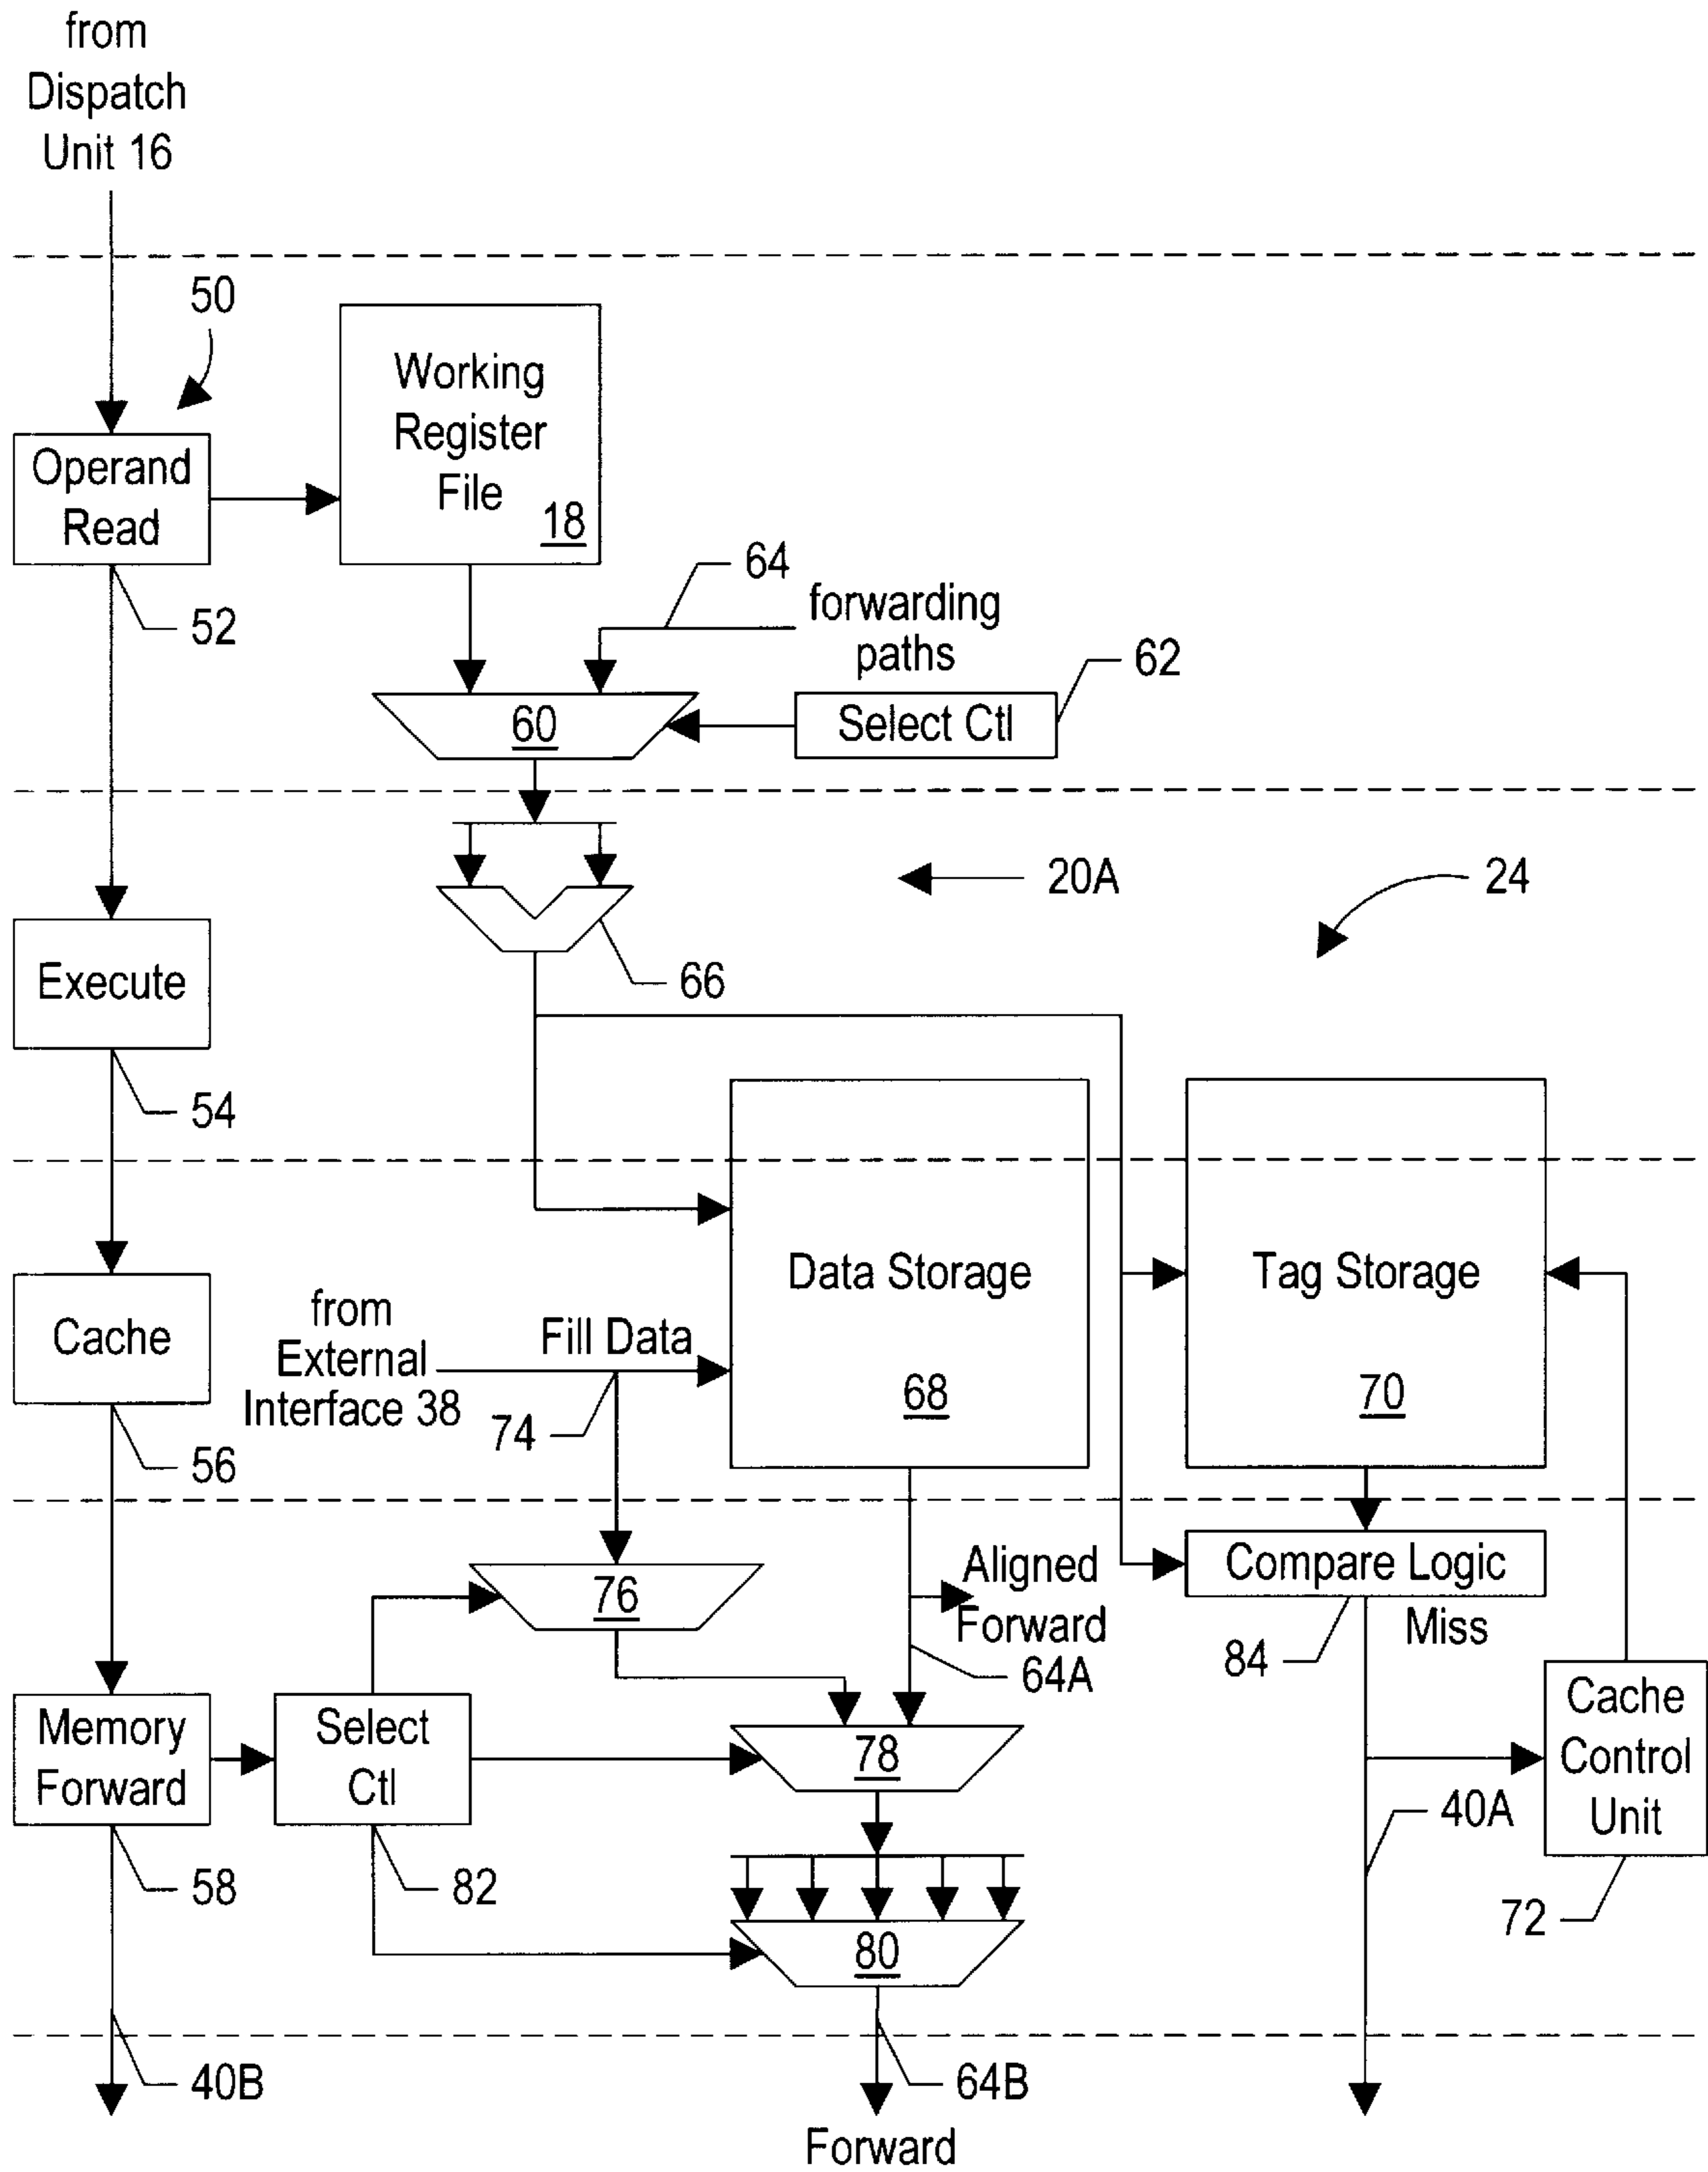 from
Dispatch
Unit 16
50
Working
Register
File
18
Operand
Read
52
64
forwarding
paths
62
60
Select Ctl
20A
24
66
Execute
54
Data Storage
68
Tag Storage
70
Cache
56
from
External
Interface 38
Fill Data
74
76
Aligned
Forward
64A
Compare Logic
84
Miss
Memory
Forward
58
Select
Ctl
82
78
Cache
Control
Unit
40A
72
80
40B
64B
Forward